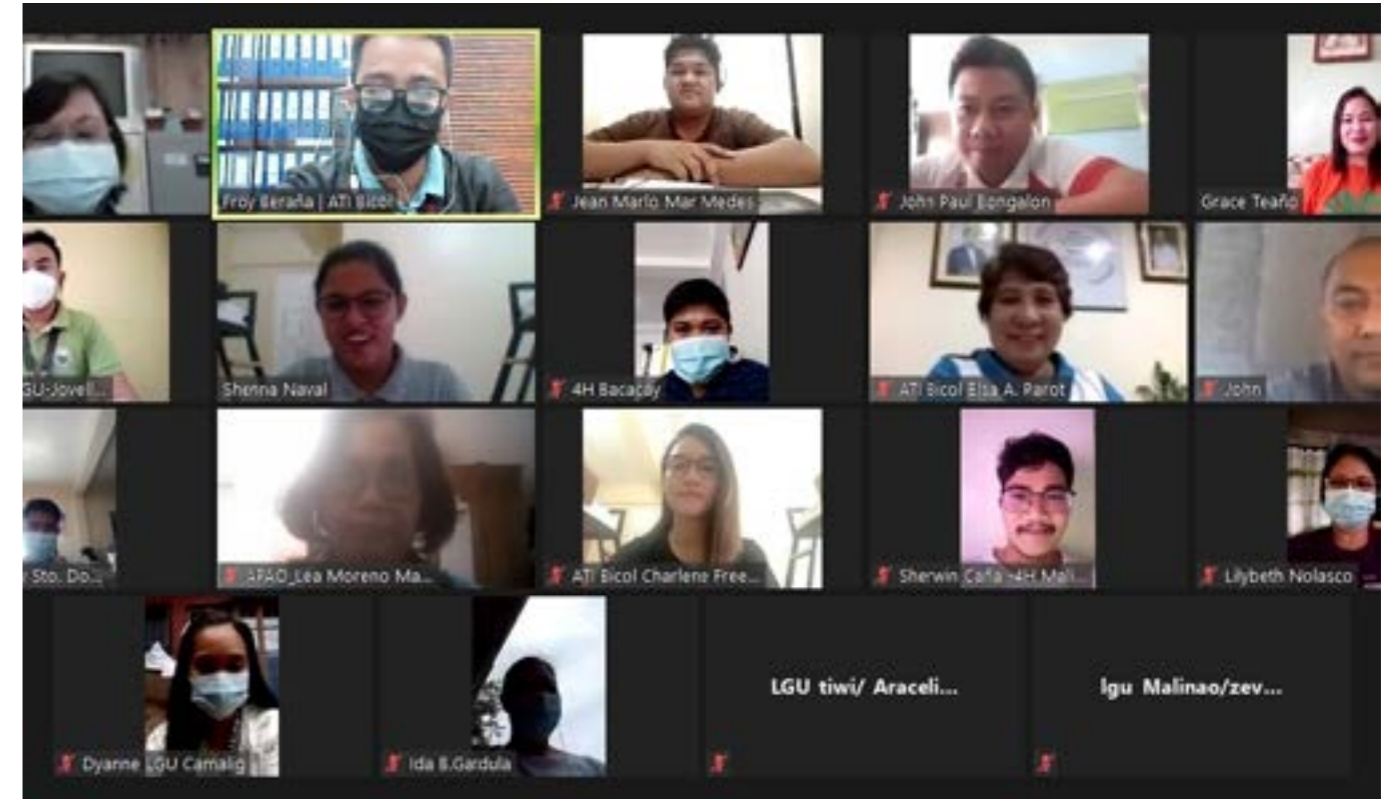 Froy Beraña | ATI Bicol
Jean Marlo Mar Medes
John Paul Bongalon
Grace Teaño
GU-Jovell...
Shenna Naval
4H Bacacay
ATI Bicol Elsa A. Parot
John
Sto. Do...
APAO_Lea Moreno Ma...
ATI Bicol Charlene Free...
Sherwin Caña -4H Mali...
Lilybeth Nolasco
Dyanne LGU Camalig
Ida B.Gardula
LGU tiwi/ Araceli...
lgu Malinao/zev...